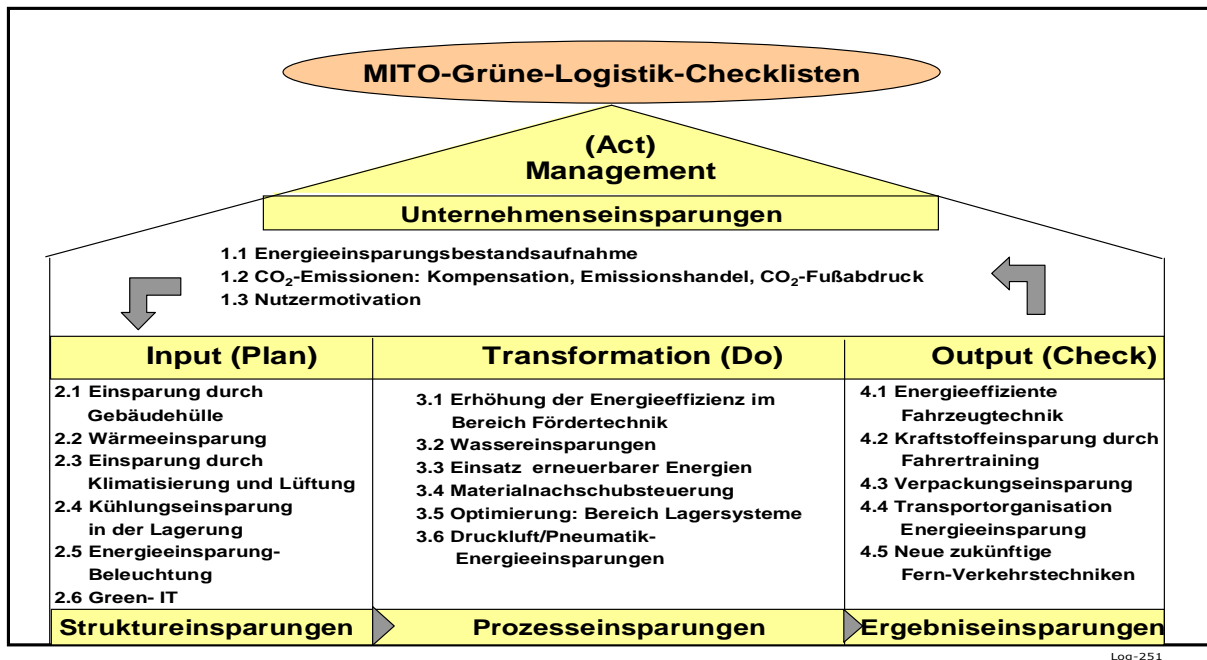 MITO-Grüne-Logistik-Checklisten
(Act)
Management
Unternehmenseinsparungen
1.1 Energieeinsparungsbestandsaufnahme
1.2 CO₂-Emissionen: Kompensation, Emissionshandel, CO₂-Fußabdruck
1.3 Nutzermotivation
Input (Plan)
2.1 Einsparung durch
Gebäudehülle
2.2 Wärmeeinsparung
2.3 Einsparung durch
Klimatisierung und Lüftung
2.4 Kühlungseinsparung
in der Lagerung
2.5 Energieeinsparung-
Beleuchtung
2.6 Green- IT
Struktureinsparungen
Transformation (Do)
3.1 Erhöhung der Energieeffizienz im
Bereich Fördertechnik
3.2 Wassereinsparungen
3.3 Einsatz erneuerbarer Energien
3.4 Materialnachschubsteuerung
3.5 Optimierung: Bereich Lagersysteme
3.6 Druckluft/Pneumatik-
Energieeinsparungen
Prozesseinsparungen
Output (Check)
4.1 Energieeffiziente
Fahrzeugtechnik
4.2 Kraftstoffeinsparung durch
Fahrertraining
4.3 Verpackungseinsparung
4.4 Transportorganisation
Energieeinsparung
4.5 Neue zukünftige
Fern-Verkehrstechniken
Ergebniseinsparungen
Log-251